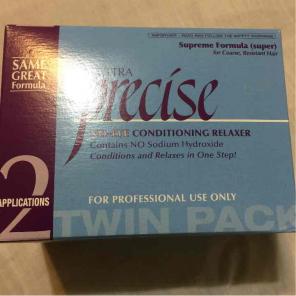 IMPORTANT - READ AND FOLLOW THE SAFETY WARNINGS
Supreme Formula (super)
for Coarse, Resistant Hair
SAME
GREAT
Formula
precise
NO-LYE CONDITIONING RELAXER
Contains NO Sodium Hydroxide
Conditions and Relaxes in One Step!
2
APPLICATIONS
FOR PROFESSIONAL USE ONLY
TWIN PACK